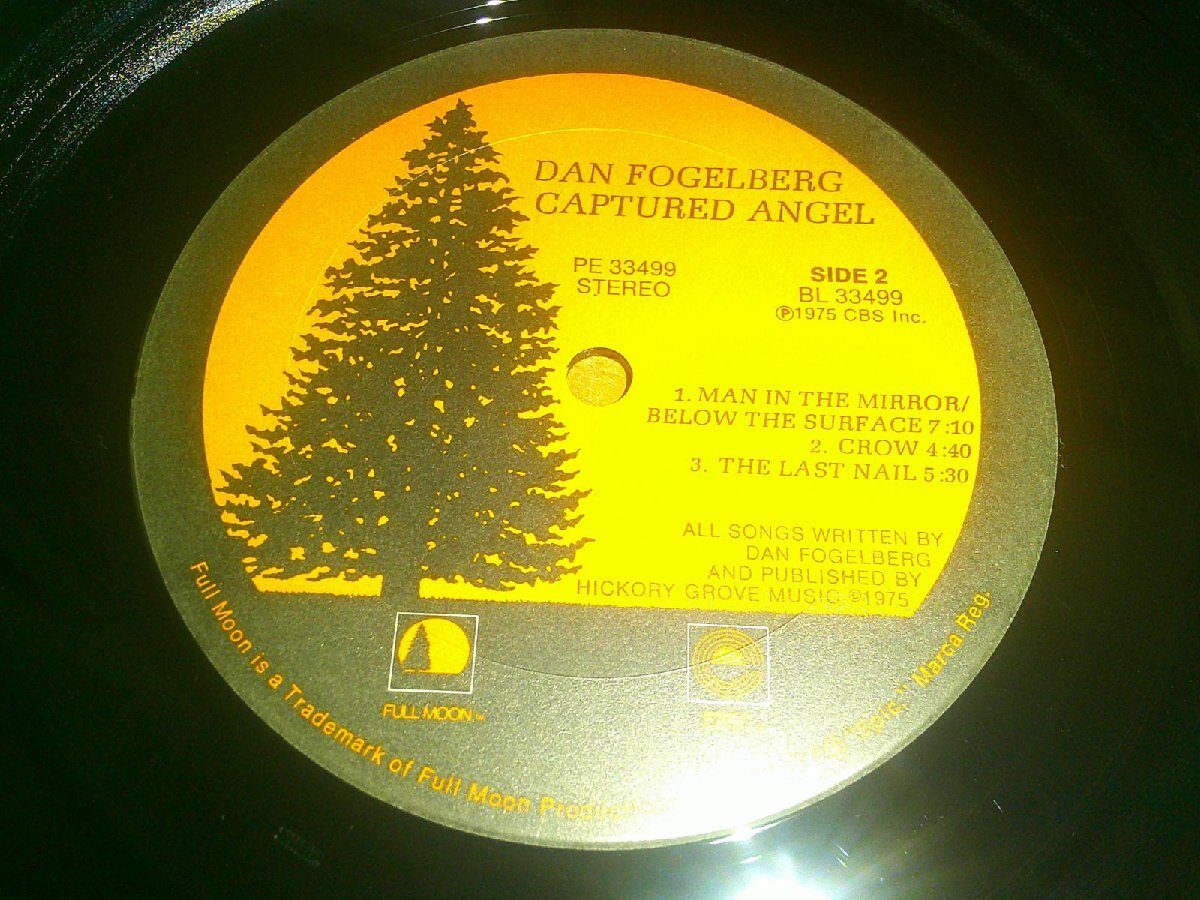 DAN FOGELBERG
CAPTURED ANGEL
PE 33499
STEREO
SIDE 2
BL 33499
℗1975 CBS Inc.
1. MAN IN THE MIRROR/
BELOW THE SURFACE 7:10
2. CROW 4:40
3. THE LAST NAIL 5:30
ALL SONGS WRITTEN BY
DAN FOGELBERG
AND PUBLISHED BY
HICKORY GROVE MUSIC ©1975
FULL MOON™
Full Moon is a Trademark of Full Moon
"Epic," Marca Reg.